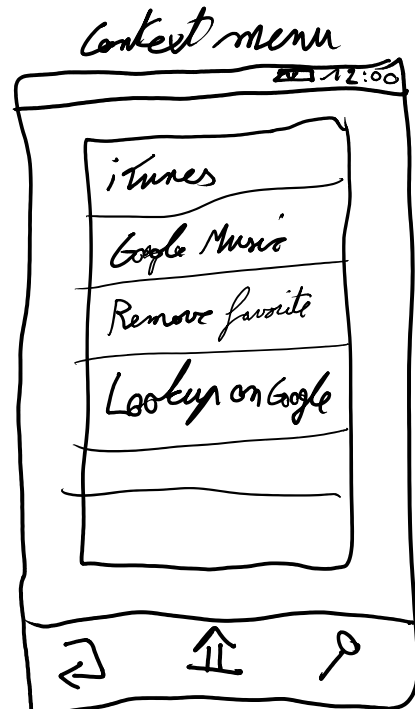 Context menu
12:00
iTunes
Google Music
Remove favorite
Lookup on Google